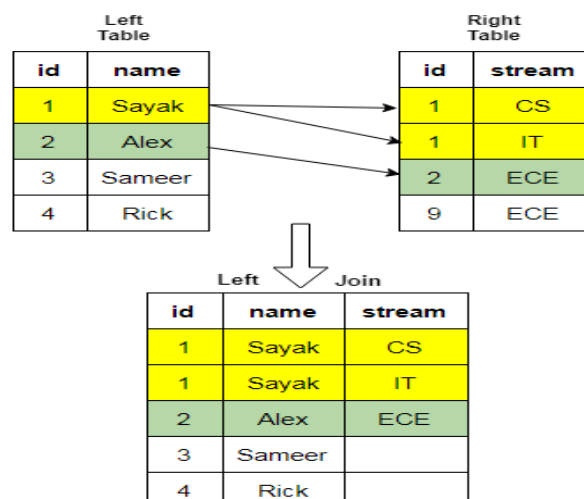 Left
Table
id name
1 Sayak
2 Alex
3 Sameer
4 Rick
Right
Table
id stream
1 CS
1 IT
2 ECE
9 ECE
Left Join
id name stream
1 Sayak CS
1 Sayak IT
2 Alex ECE
3 Sameer
4 Rick